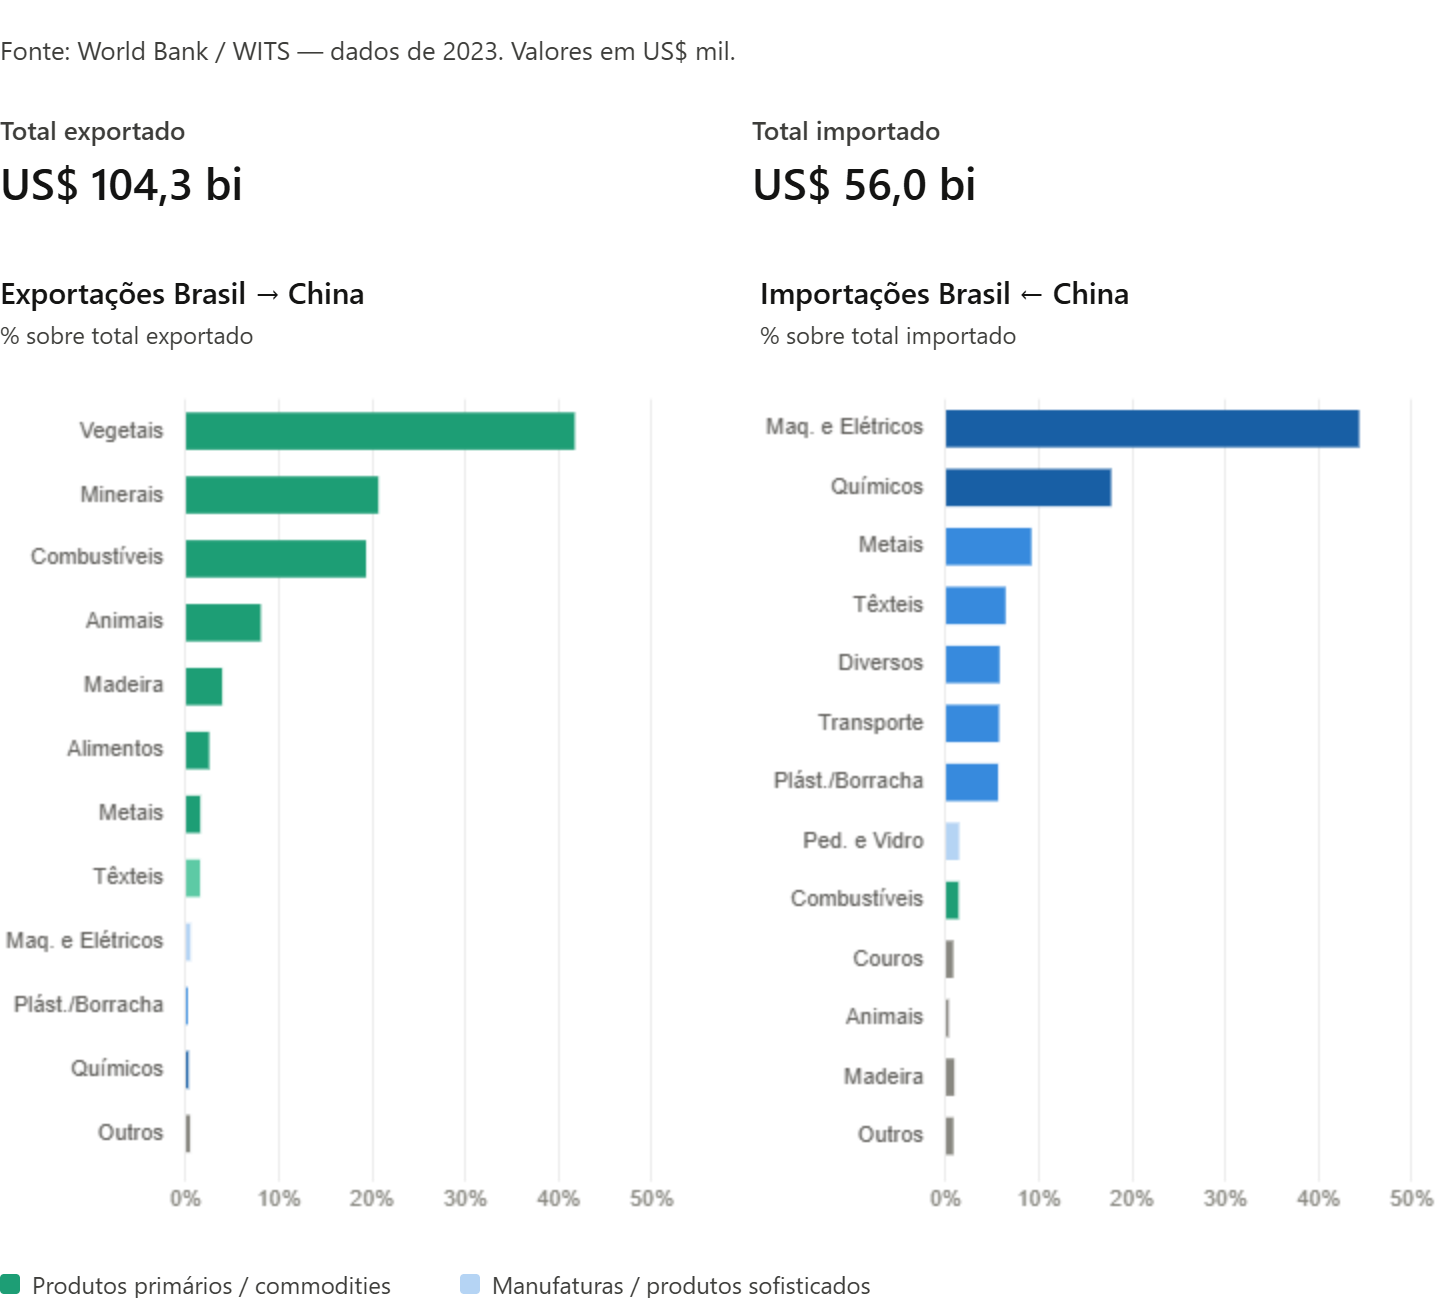 Fonte: World Bank / WITS — dados de 2023. Valores em US$ mil.
Total exportado
US$ 104,3 bi
Total importado
US$ 56,0 bi
Exportações Brasil → China
% sobre total exportado
Vegetais
Minerais
Combustíveis
Animais
Madeira
Alimentos
Metais
Têxteis
Maq. e Elétricos
Plást./Borracha
Químicos
Outros
0% 10% 20% 30% 40% 50%
Importações Brasil ← China
% sobre total importado
Maq. e Elétricos
Químicos
Metais
Têxteis
Diversos
Transporte
Plást./Borracha
Ped. e Vidro
Combustíveis
Couros
Animais
Madeira
Outros
0% 10% 20% 30% 40% 50%
Produtos primários / commodities
Manufaturas / produtos sofisticados